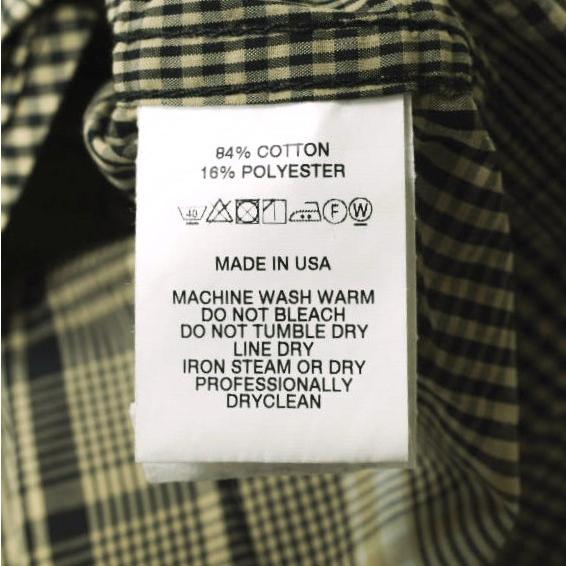 84% COTTON
16% POLYESTER
40 F W
MADE IN USA
MACHINE WASH WARM
DO NOT BLEACH
DO NOT TUMBLE DRY
LINE DRY
IRON STEAM OR DRY
PROFESSIONALLY
DRYCLEAN